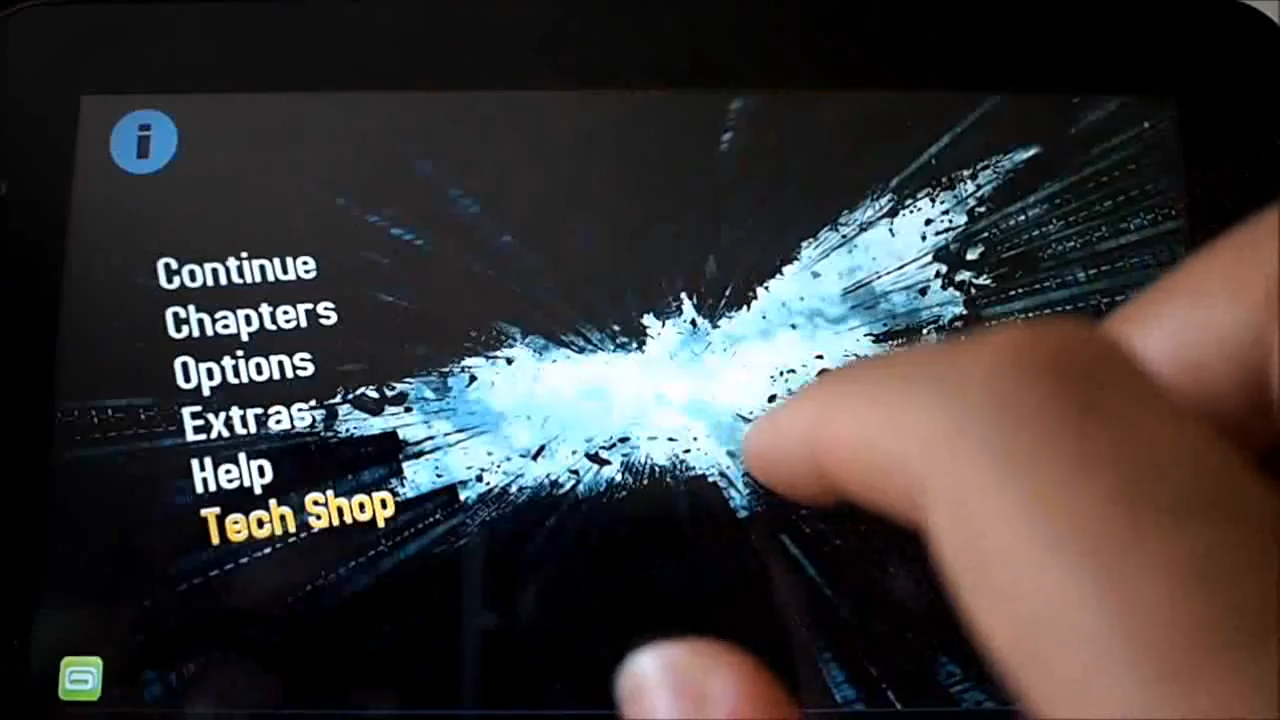 i
Continue
Chapters
Options
Extras
Help
Tech Shop